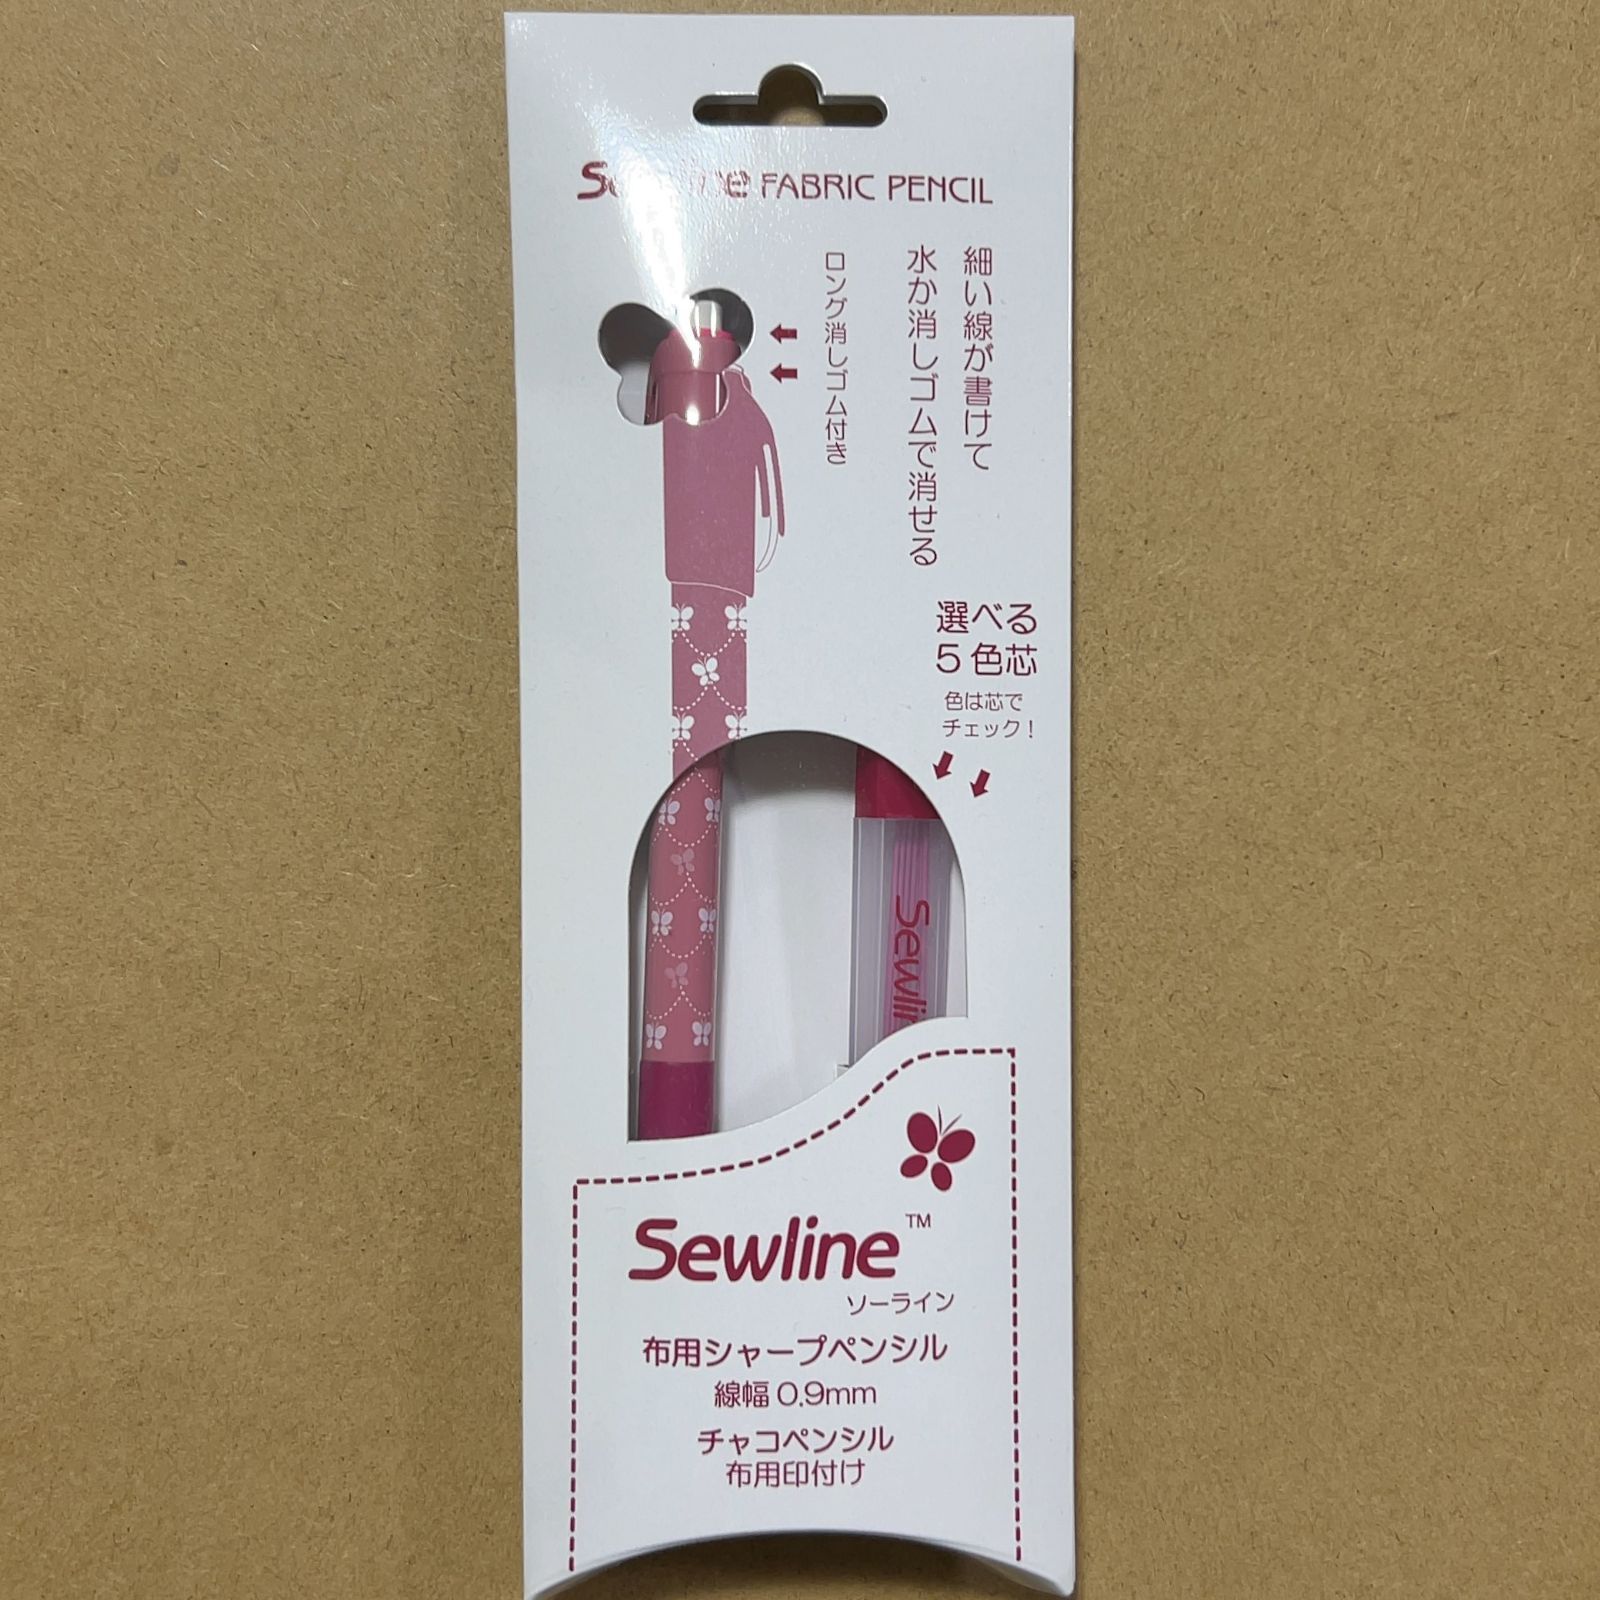 Sewline FABRIC PENCIL
細い線が書けて
水か消しゴムで消せる
ロング消しゴム付き
選べる
5色芯
色は芯で
チェック!
Sewlin
Sewline™
ソーライン
布用シャープペンシル
線幅 0.9mm
チャコペンシル
布用印付け